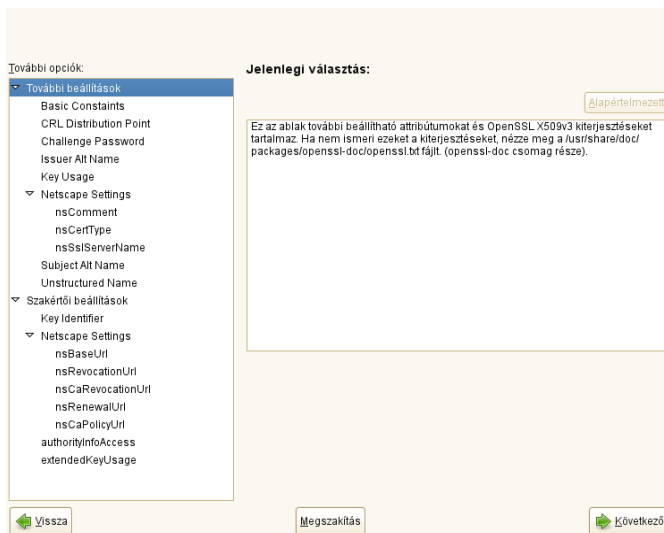 További opciók:
További beállítások
Basic Constaints
CRL Distribution Point
Challenge Password
Issuer Alt Name
Key Usage
Netscape Settings
nsComment
nsCertType
nsSslServerName
Subject Alt Name
Unstructured Name
Szakértői beállítások
Key Identifier
Netscape Settings
nsBaseUrl
nsRevocationUrl
nsCaRevocationUrl
nsRenewalUrl
nsCaPolicyUrl
authorityInfoAccess
extendedKeyUsage
Jelenlegi választás:
Alapértelmezett
Ez az ablak további beállítható attribútumokat és OpenSSL X509v3 kiterjesztéseket
tartalmaz. Ha nem ismeri ezeket a kiterjesztéseket, nézze meg a /usr/share/doc/
packages/openssl-doc/openssl.txt fájlt. (openssl-doc csomag része).
Vissza
Megszakítás
Következő